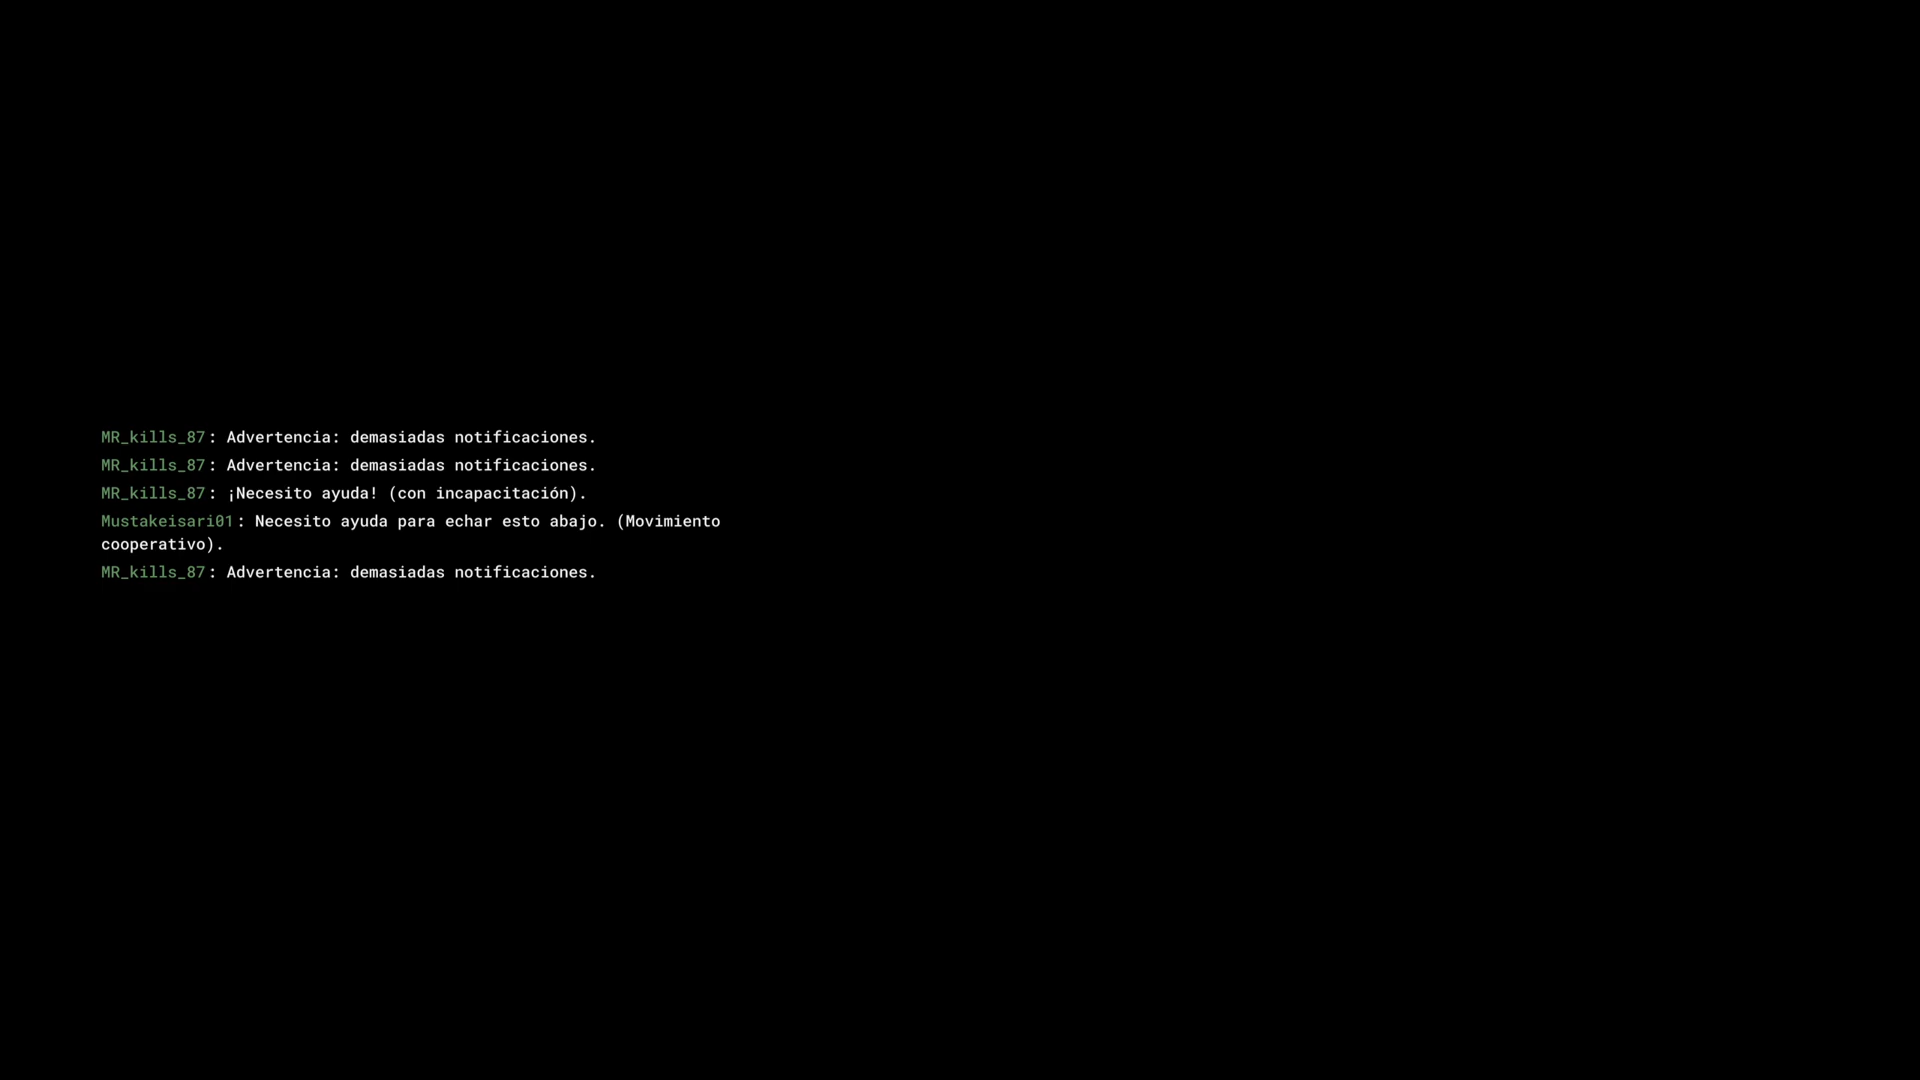 MR_kills_87: Advertencia: demasiadas notificaciones.
MR_kills_87: Advertencia: demasiadas notificaciones.
MR_kills_87: ¡Necesito ayuda! (con incapacitación).
Mustakeisari01: Necesito ayuda para echar esto abajo. (Movimiento
cooperativo).
MR_kills_87: Advertencia: demasiadas notificaciones.